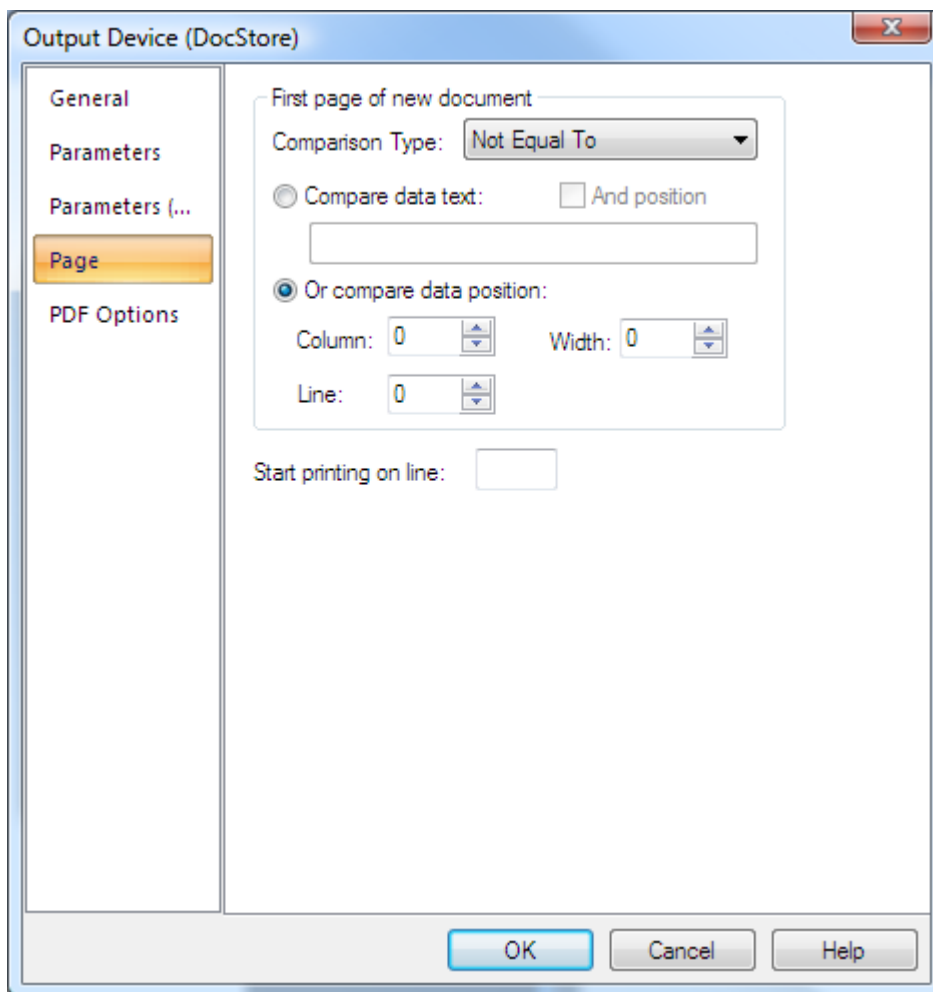 Output Device (DocStore)
General
Parameters
Parameters (...
Page
PDF Options
First page of new document
Comparison Type: Not Equal To
Compare data text: And position
Or compare data position:
Column: 0 Width: 0
Line: 0
Start printing on line:
OK Cancel Help